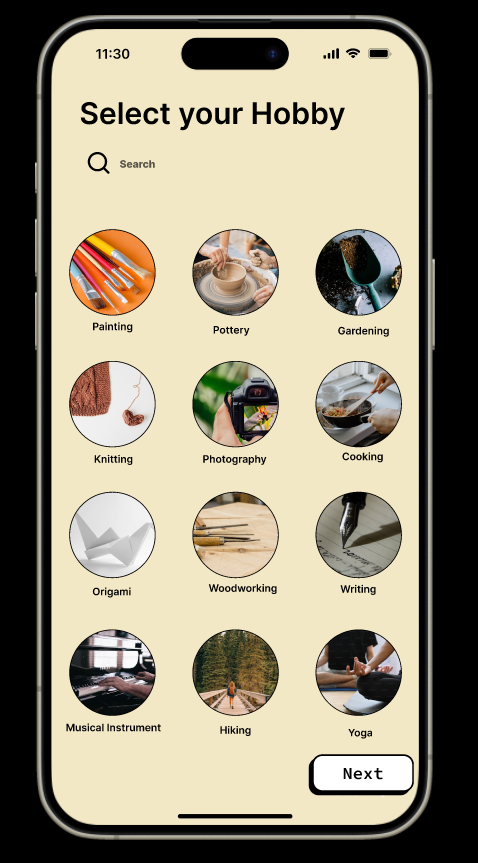 11:30
Select your Hobby
Search
Painting
Pottery
Gardening
Knitting
Photography
Cooking
Origami
Woodworking
Writing
Musical Instrument
Hiking
Yoga
Next